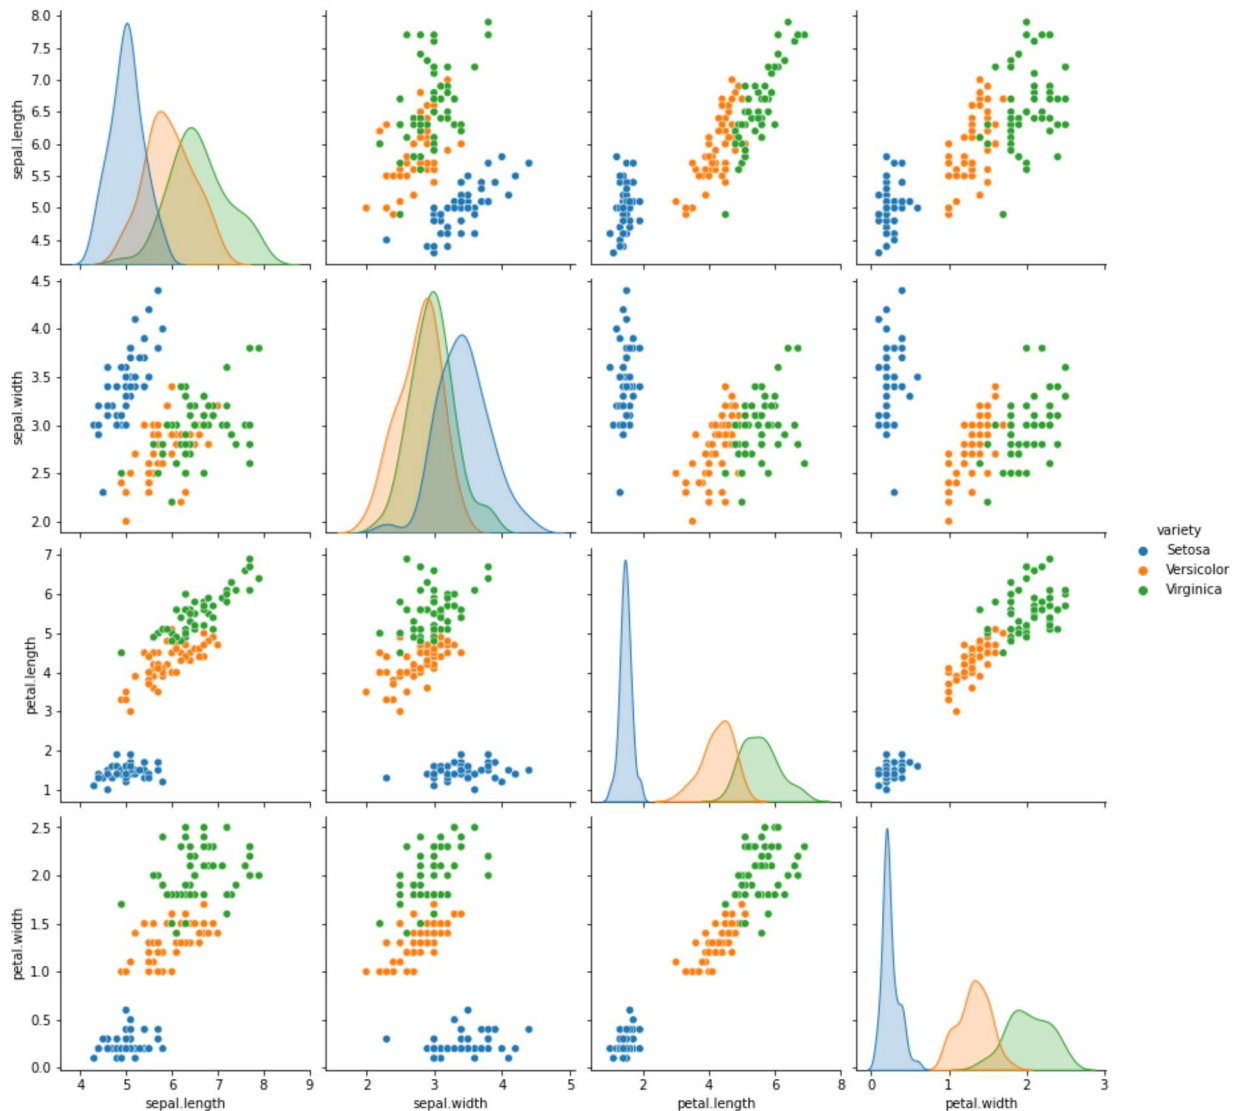 8.0
7.5
7.0
6.5
6.0
5.5
5.0
4.5
sepal.length
4.5
4.0
3.5
3.0
2.5
2.0
sepal.width
variety
Setosa
Versicolor
Virginica
7
6
5
4
3
2
1
petal.length
2.5
2.0
1.5
1.0
0.5
0.0
petal.width
4 5 6 7 8 9
sepal.length
2 3 4 5
sepal.width
2 4 6 8
petal.length
0 1 2 3
petal.width